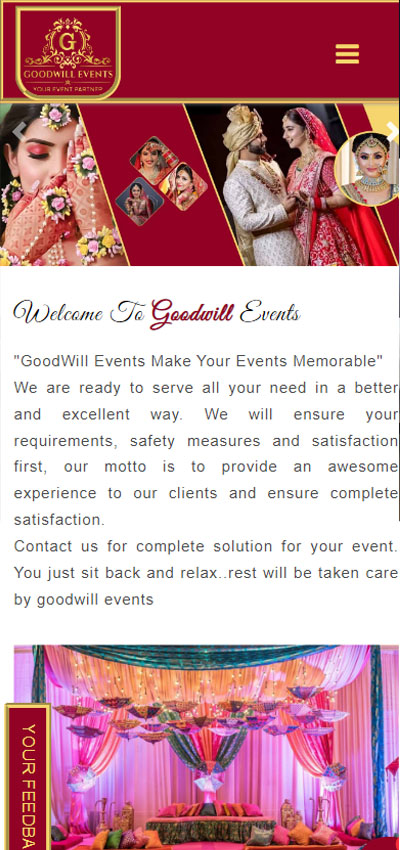 G
GOODWILL EVENTS
YOUR EVENT PARTNER
Welcome To Goodwill Events
"GoodWill Events Make Your Events Memorable"
We are ready to serve all your need in a better
and excellent way. We will ensure your
requirements, safety measures and satisfaction
first, our motto is to provide an awesome
experience to our clients and ensure complete
satisfaction.
Contact us for complete solution for your event.
You just sit back and relax..rest will be taken care
by goodwill events
YOUR FEEDBA